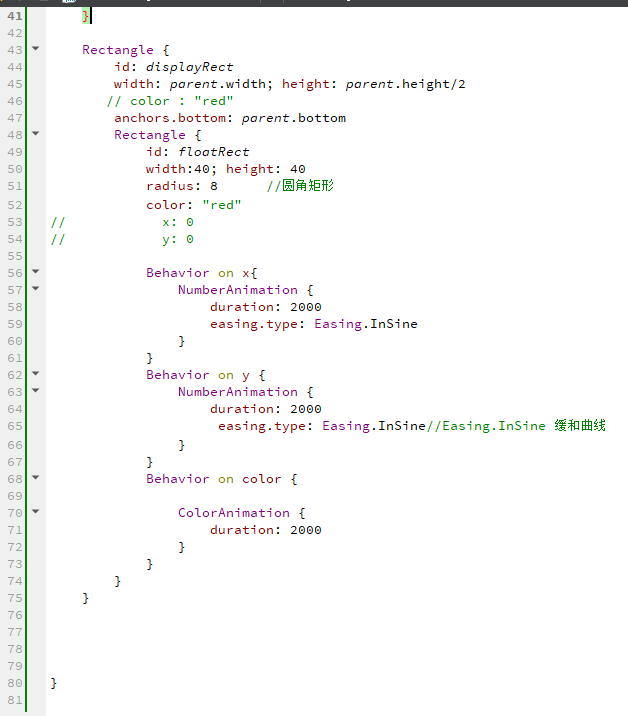 41 }
42
43 Rectangle {
44 id: displayRect
45 width: parent.width; height: parent.height/2
46 // color : "red"
47 anchors.bottom: parent.bottom
48 Rectangle {
49 id: floatRect
50 width:40; height: 40
51 radius: 8 //圆角矩形
52 color: "red"
53 // x: 0
54 // y: 0
55
56 Behavior on x{
57 NumberAnimation {
58 duration: 2000
59 easing.type: Easing.InSine
60 }
61 }
62 Behavior on y {
63 NumberAnimation {
64 duration: 2000
65 easing.type: Easing.InSine//Easing.InSine 缓和曲线
66 }
67 }
68 Behavior on color {
69
70 ColorAnimation {
71 duration: 2000
72 }
73 }
74 }
75 }
76
77
78
79
80 }
81